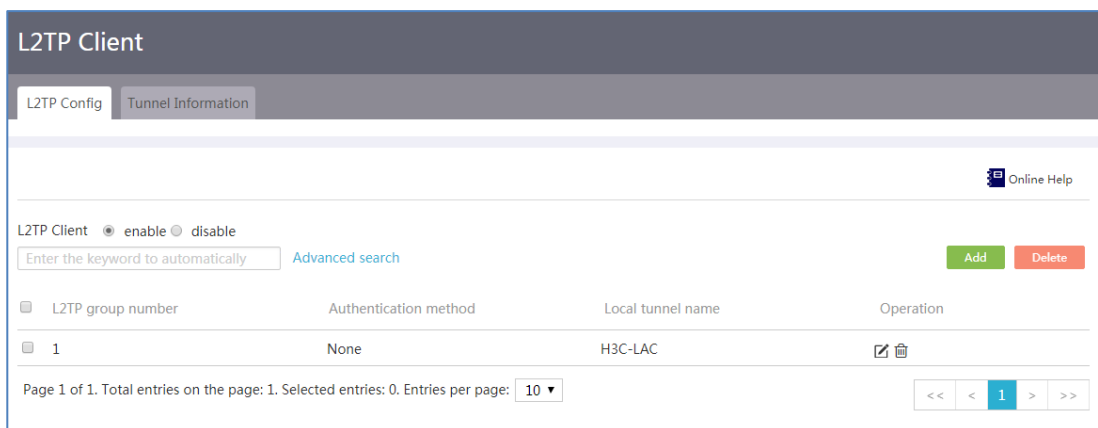 L2TP Client
L2TP Config Tunnel Information
Online Help
L2TP Client enable disable
Enter the keyword to automatically Advanced search Add Delete
L2TP group number Authentication method Local tunnel name Operation
1 None H3C-LAC
Page 1 of 1. Total entries on the page: 1. Selected entries: 0. Entries per page: 10 << < 1 > >>